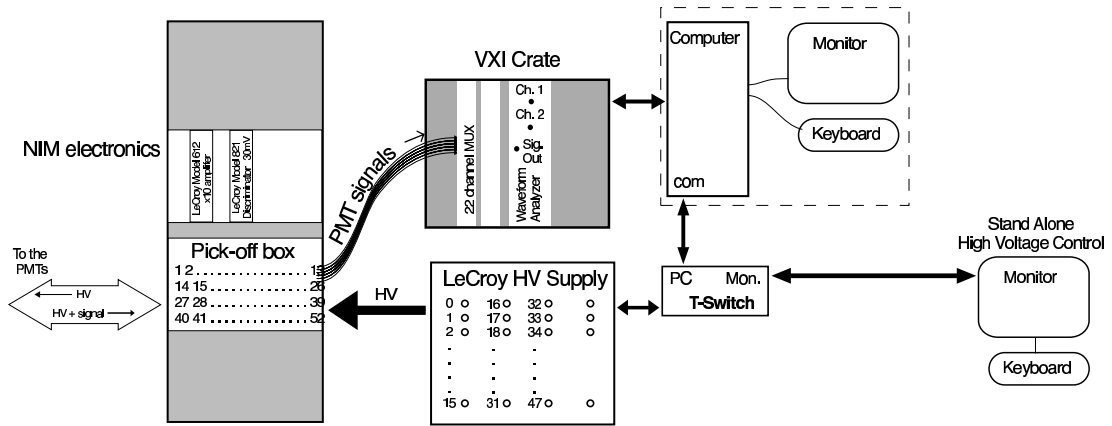 NIM electronics
LeCroy Model 612
x10 amplifier
LeCroy Model 821
Discriminator 30mV
Pick-off box
1 2 . . . . . . . . . . . . . . . . . 15
14 15 . . . . . . . . . . . . . . . . 26
27 28 . . . . . . . . . . . . . . . . 39
40 41 . . . . . . . . . . . . . . . . 52
To the
PMTs
HV
HV + signal
PMT signals
VXI Crate
22 channel MUX
Ch. 1
Ch. 2
Sig.
Out
Waveform
Analyzer
HV
LeCroy HV Supply
0 16 32
1 17 33
2 18 34
15 31 47
Computer
com
Monitor
Keyboard
PC Mon.
T-Switch
Stand Alone
High Voltage Control
Monitor
Keyboard